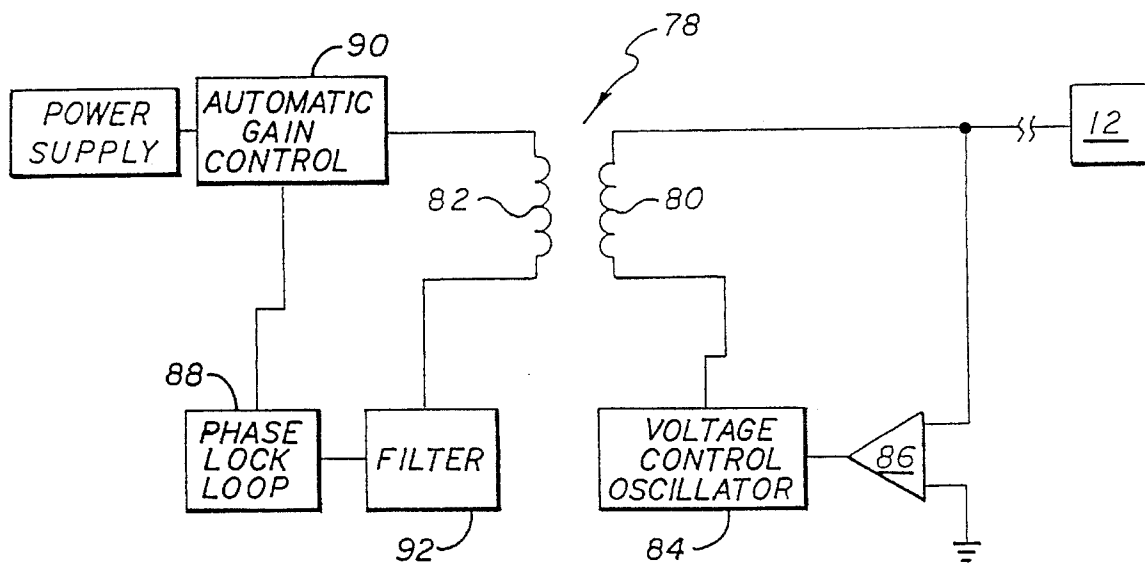 90
78
POWER
SUPPLY
AUTOMATIC
GAIN
CONTROL
12
82
80
88
PHASE
LOCK
LOOP
FILTER
VOLTAGE
CONTROL
OSCILLATOR
86
92
84